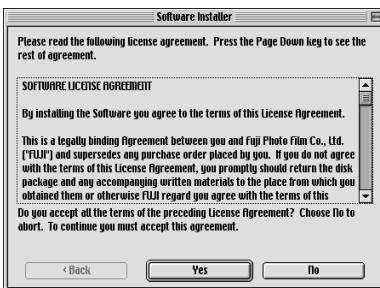 Software Installer
Please read the following license agreement. Press the Page Down key to see the
rest of agreement.
SOFTWARE LICENSE AGREEMENT
By installing the Software you agree to the terms of this License Agreement.
This is a legally binding Agreement between you and Fuji Photo Film Co., Ltd.
("FUJI") and supersedes any purchase order placed by you. If you do not agree
with the terms of this License Agreement, you promptly should return the disk
package and any accompanying written materials to the place from which you
obtained them or otherwise FUJI regard you agree with the terms of this
Do you accept all the terms of the preceding License Agreement? Choose No to
abort. To continue you must accept this agreement.
< Back
Yes
No